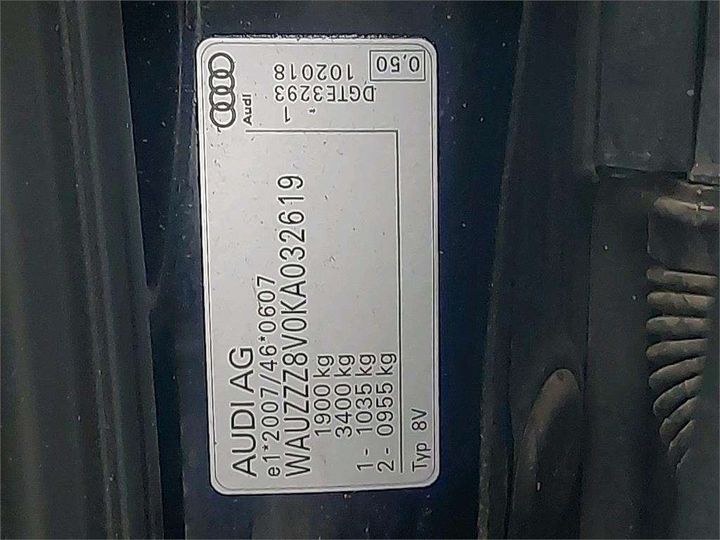 AUDI AG
e1*2007/46*0607
WAUZZZ8V0KA032619
1900 kg
3400 kg
1 - 1035 kg
2 - 0955 kg
Typ 8V
Audi
1
DGTE3293
102018
0,50